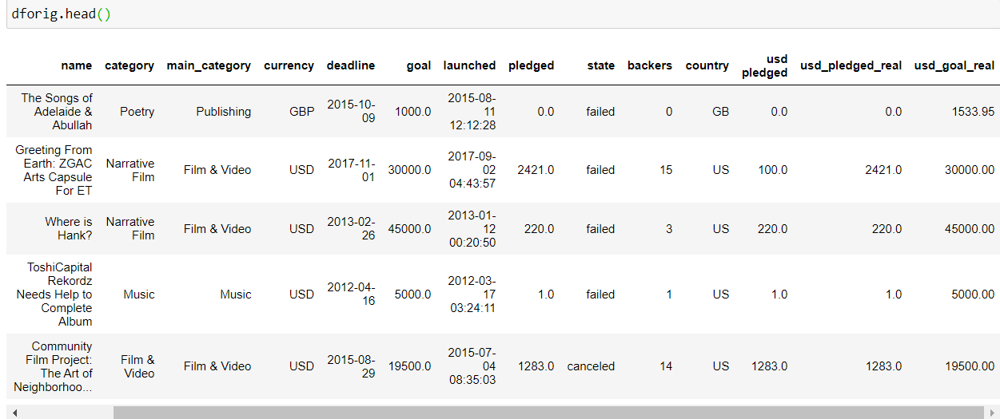 dforig.head()
name category main_category currency deadline goal launched pledged state backers country usd pledged usd_pledged_real usd_goal_real
The Songs of Adelaide & Abullah Poetry Publishing GBP 2015-10-09 1000.0 2015-08-11 12:12:28 0.0 failed 0 GB 0.0 0.0 1533.95
Greeting From Earth: ZGAC Arts Capsule For ET Narrative Film Film & Video USD 2017-11-01 30000.0 2017-09-02 04:43:57 2421.0 failed 15 US 100.0 2421.0 30000.00
Where is Hank? Narrative Film Film & Video USD 2013-02-26 45000.0 2013-01-12 00:20:50 220.0 failed 3 US 220.0 220.0 45000.00
ToshiCapital Rekordz Needs Help to Complete Album Music Music USD 2012-04-16 5000.0 2012-03-17 03:24:11 1.0 failed 1 US 1.0 1.0 5000.00
Community Film Project: The Art of Neighborhoo... Film & Video Film & Video USD 2015-08-29 19500.0 2015-07-04 08:35:03 1283.0 canceled 14 US 1283.0 1283.0 19500.00